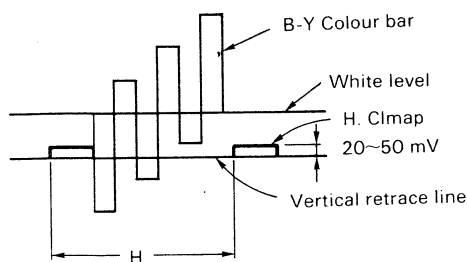 B-Y Colour bar
White level
H. Clmap
20~50 mV
Vertical retrace line
H